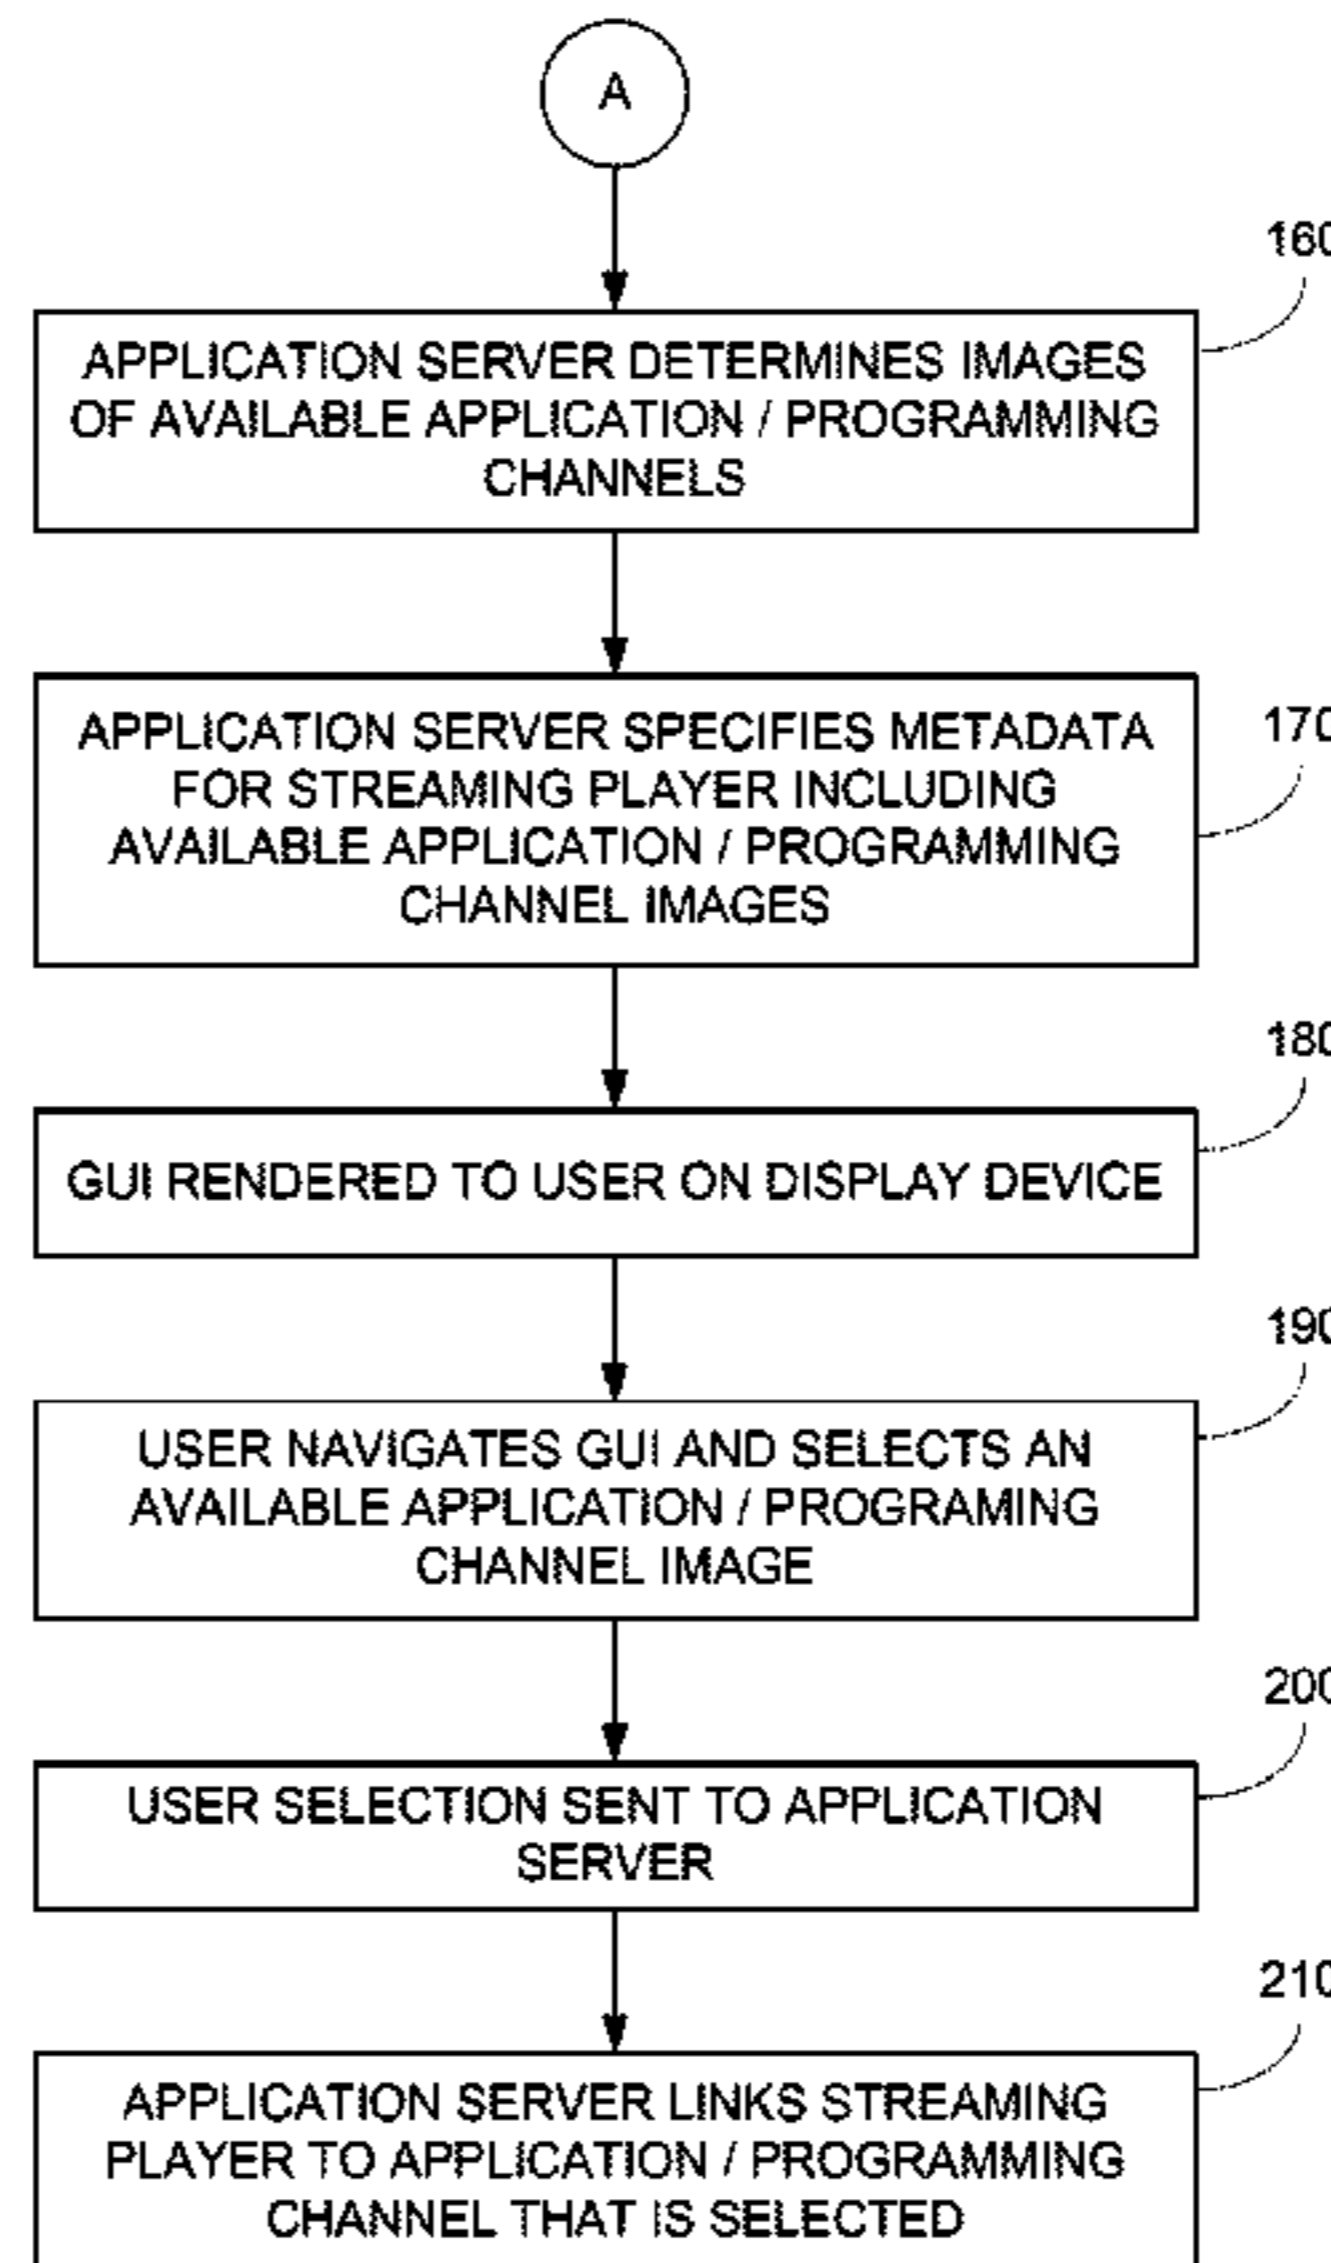 A
160
APPLICATION SERVER DETERMINES IMAGES
OF AVAILABLE APPLICATION / PROGRAMMING
CHANNELS
170
APPLICATION SERVER SPECIFIES METADATA
FOR STREAMING PLAYER INCLUDING
AVAILABLE APPLICATION / PROGRAMMING
CHANNEL IMAGES
180
GUI RENDERED TO USER ON DISPLAY DEVICE
190
USER NAVIGATES GUI AND SELECTS AN
AVAILABLE APPLICATION / PROGRAMING
CHANNEL IMAGE
200
USER SELECTION SENT TO APPLICATION
SERVER
210
APPLICATION SERVER LINKS STREAMING
PLAYER TO APPLICATION / PROGRAMMING
CHANNEL THAT IS SELECTED